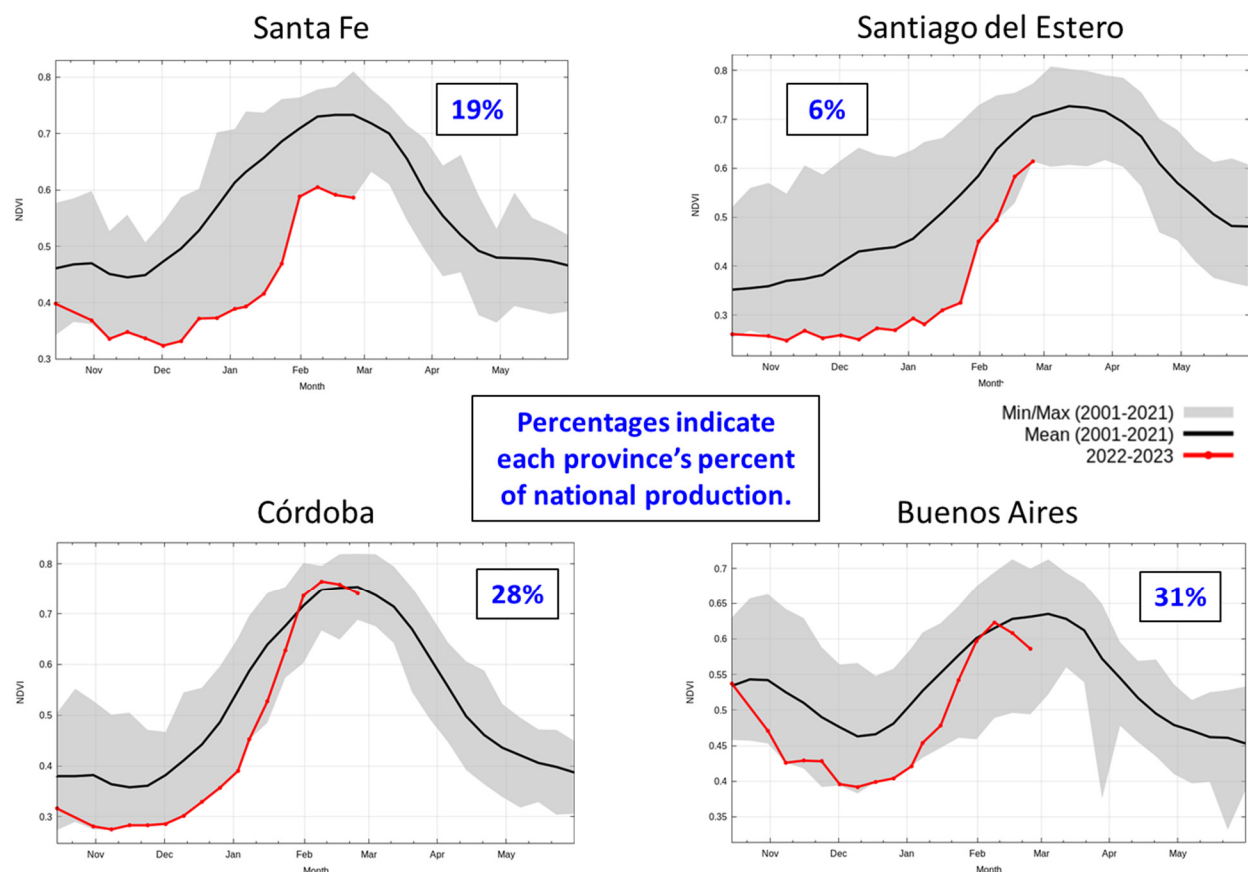 Santa Fe
0.8
0.7
0.6
0.5
0.4
0.3
NDVI
19%
Nov Dec Jan Feb Mar Apr May
Month
Santiago del Estero
0.8
0.7
0.6
0.5
0.4
0.3
NDVI
6%
Nov Dec Jan Feb Mar Apr May
Month
Percentages indicate
each province’s percent
of national production.
Min/Max (2001-2021)
Mean (2001-2021)
2022-2023
Córdoba
0.8
0.7
0.6
0.5
0.4
0.3
NDVI
28%
Nov Dec Jan Feb Mar Apr May
Month
Buenos Aires
0.7
0.65
0.6
0.55
0.5
0.45
0.4
0.35
NDVI
31%
Nov Dec Jan Feb Mar Apr May
Month